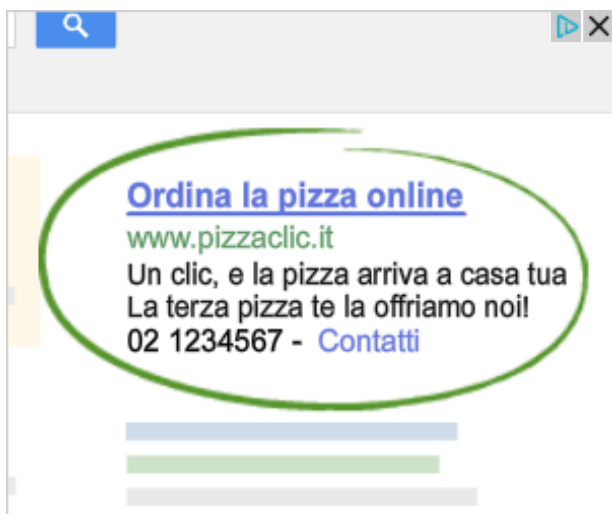 Ordina la pizza online
www.pizzaclic.it
Un clic, e la pizza arriva a casa tua
La terza pizza te la offriamo noi!
02 1234567 - Contatti